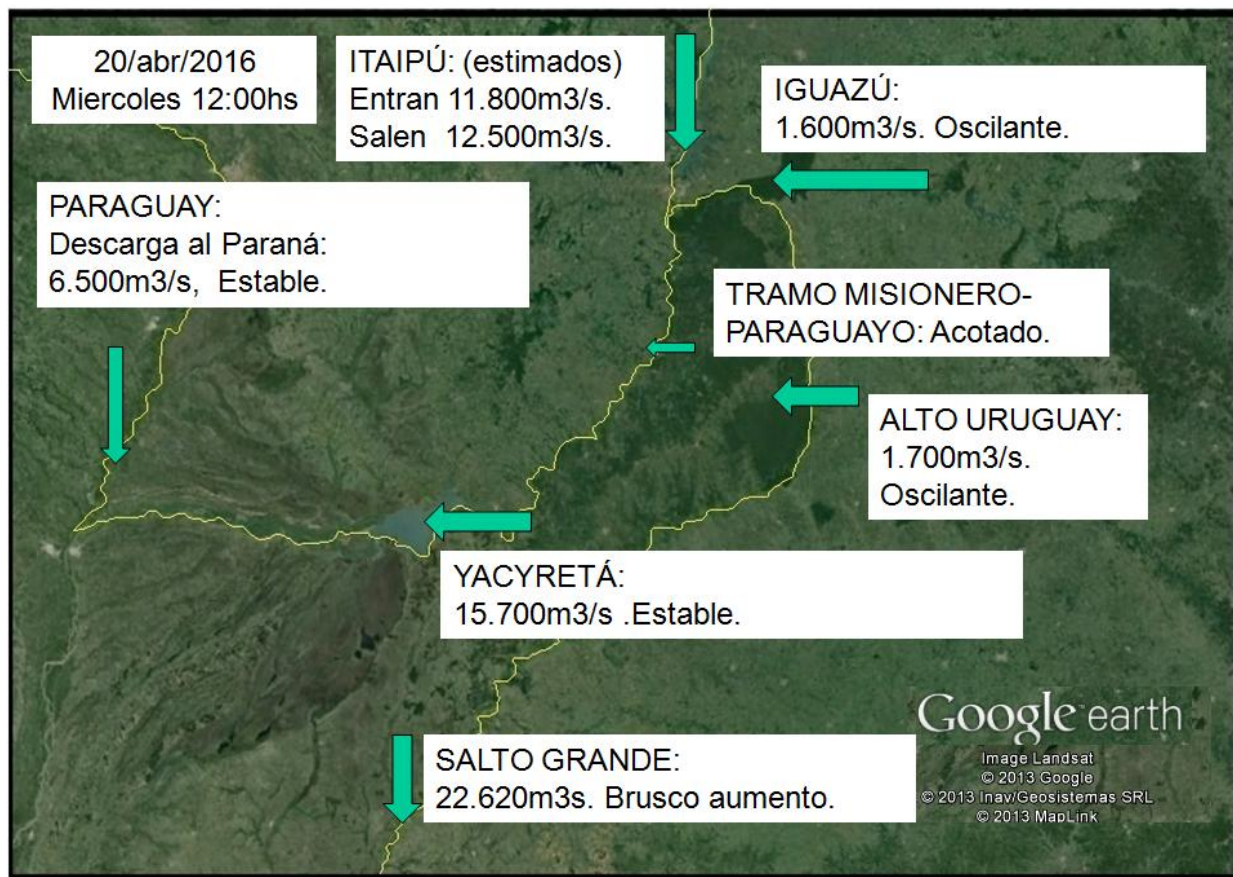 20/abr/2016
Miercoles 12:00hs
ITAIPÚ: (estimados)
Entran 11.800m3/s.
Salen 12.500m3/s.
IGUAZÚ:
1.600m3/s. Oscilante.
PARAGUAY:
Descarga al Paraná:
6.500m3/s, Estable.
TRAMO MISIONERO-
PARAGUAYO: Acotado.
ALTO URUGUAY:
1.700m3/s.
Oscilante.
YACYRETÁ:
15.700m3/s .Estable.
SALTO GRANDE:
22.620m3s. Brusco aumento.
Google earth
Image Landsat
© 2013 Google
© 2013 Inav/Geosistemas SRL
© 2013 MapLink